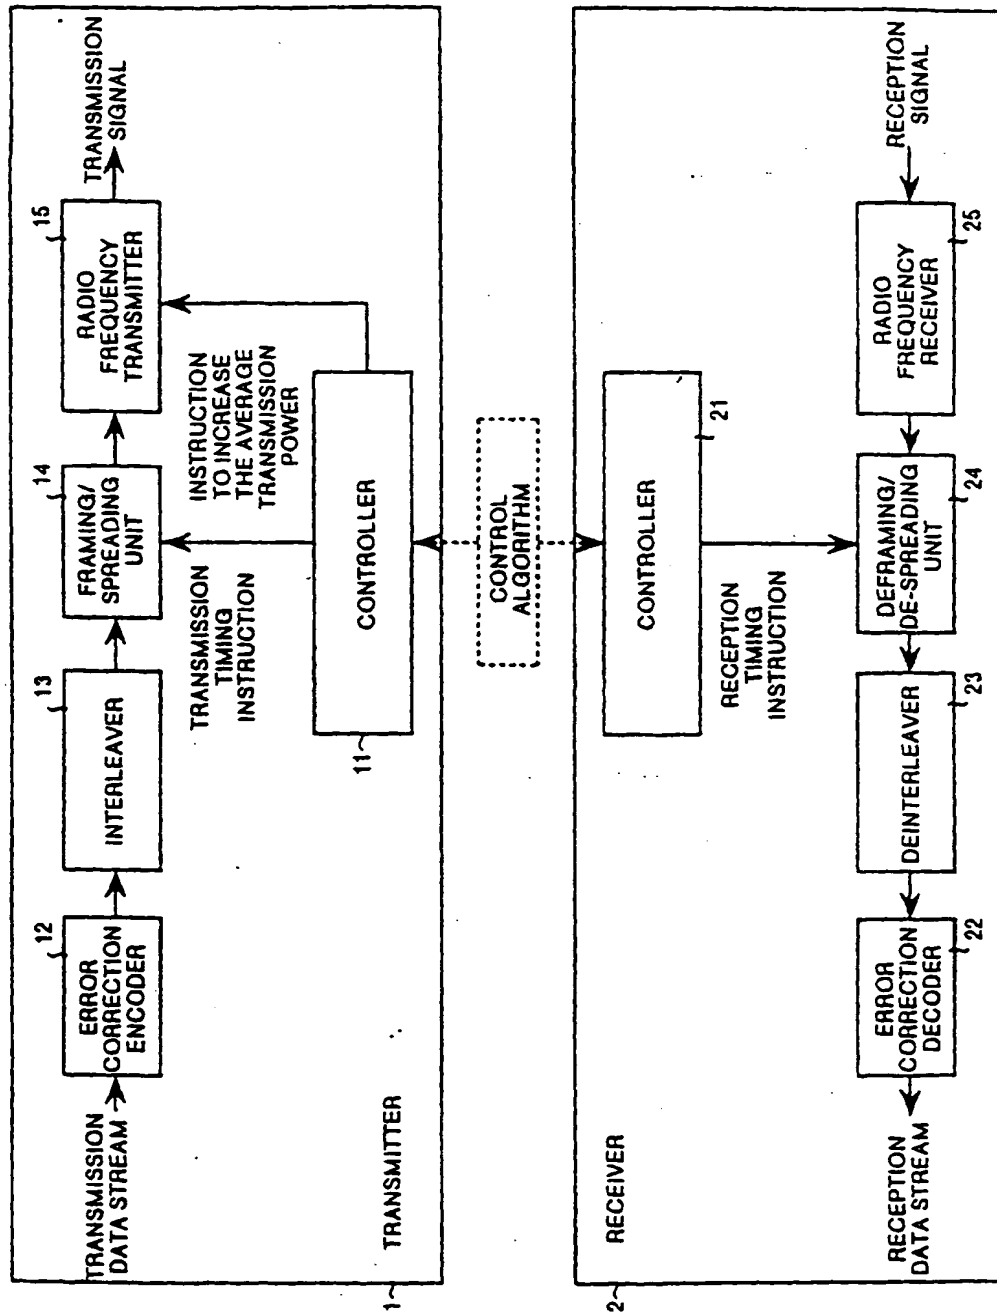 TRANSMISSION
DATA STREAM
12
ERROR
CORRECTION
ENCODER
13
INTERLEAVER
14
FRAMING/
SPREADING
UNIT
15
RADIO
FREQUENCY
TRANSMITTER
TRANSMISSION
SIGNAL
TRANSMISSION
TIMING
INSTRUCTION
INSTRUCTION
TO INCREASE
THE AVERAGE
TRANSMISSION
POWER
11
CONTROLLER
TRANSMITTER
1
CONTROL
ALGORITHM
2
RECEIVER
CONTROLLER
21
RECEPTION
TIMING
INSTRUCTION
RECEPTION
DATA STREAM
ERROR
CORRECTION
DECODER
22
DEINTERLEAVER
23
DEFRAMING/
DE-SPREADING
UNIT
24
RADIO
FREQUENCY
RECEIVER
25
RECEPTION
SIGNAL